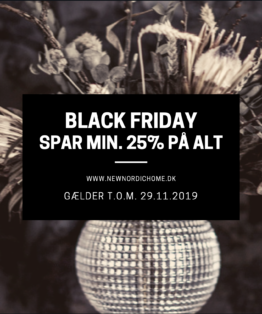 BLACK FRIDAY
SPAR MIN. 25% PÅ ALT
WWW.NEWNORDICHOME.DK
GÆLDER T.O.M. 29.11.2019